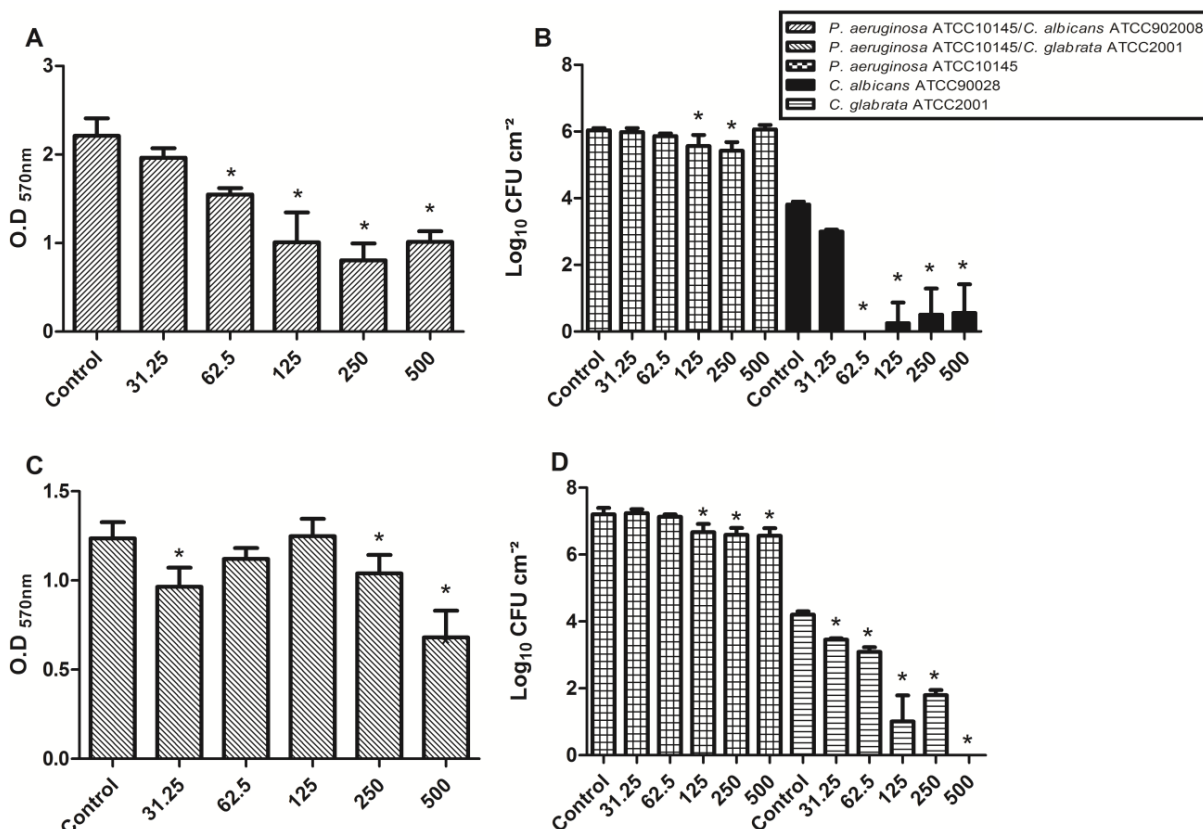 A
3
2
1
0
O.D 570nm
*
*
*
*
Control
31.25
62.5
125
250
500
B
P. aeruginosa ATCC10145/C. albicans ATCC902008
P. aeruginosa ATCC10145/C. glabrata ATCC2001
P. aeruginosa ATCC10145
C. albicans ATCC90028
C. glabrata ATCC2001
8
6
4
2
0
Log₁₀ CFU cm⁻²
* *
* * * *
Control
31.25
62.5
125
250
500
Control
31.25
62.5
125
250
500
C
1.5
1.0
0.5
0.0
O.D 570nm
*
*
*
Control
31.25
62.5
125
250
500
D
8
6
4
2
0
Log₁₀ CFU cm⁻²
* * *
* * * * *
Control
31.25
62.5
125
250
500
Control
31.25
62.5
125
250
500